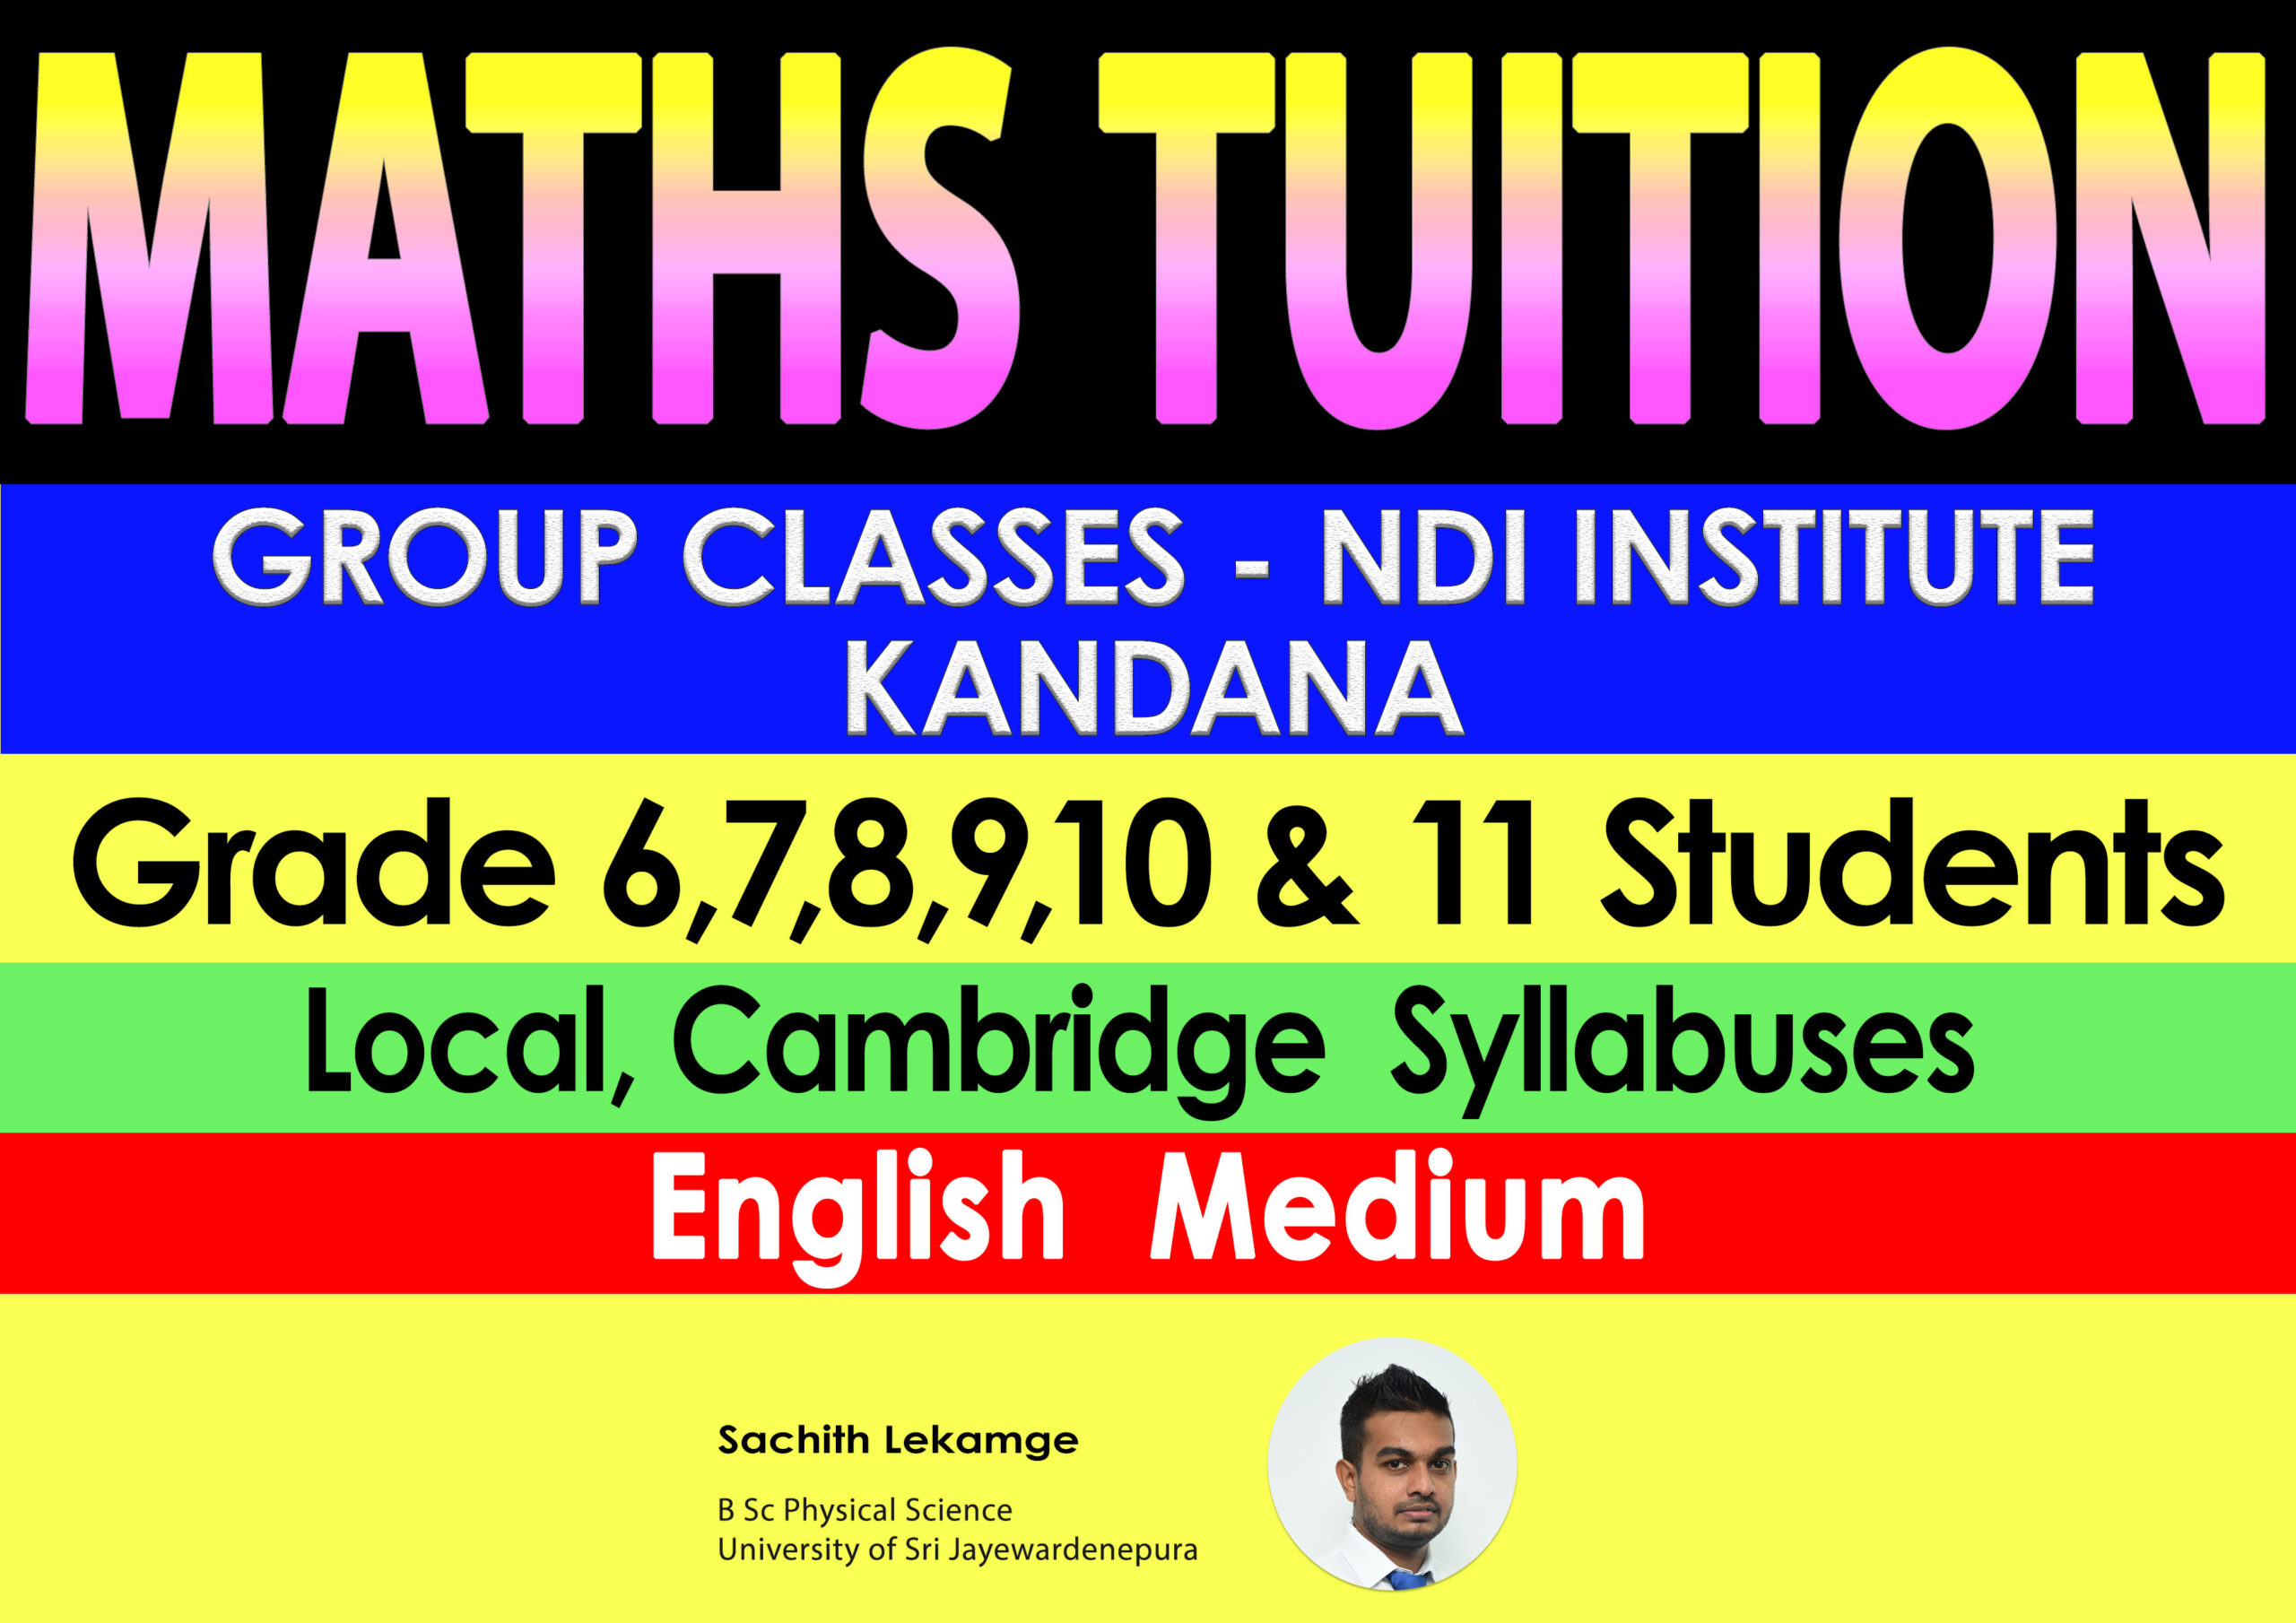 MATHS TUITION
GROUP CLASSES - NDI INSTITUTE
KANDANA
Grade 6,7,8,9,10 & 11 Students
Local, Cambridge Syllabuses
English Medium
Sachith Lekamge
B Sc Physical Science
University of Sri Jayewardenepura